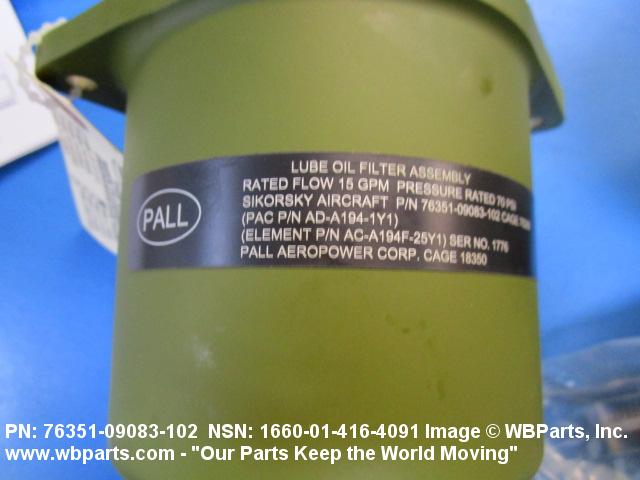 LUBE OIL FILTER ASSEMBLY
RATED FLOW 15 GPM PRESSURE RATED 70 PSI
SIKORSKY AIRCRAFT P/N 76351-09083-102 CAGE
(PAC P/N AD-A194-1Y1)
(ELEMENT P/N AC-A194F-25Y1) SER NO. 1776
PALL AEROPOWER CORP. CAGE 18350
PALL
PN: 76351-09083-102 NSN: 1660-01-416-4091 Image © WBParts, Inc.
www.wbparts.com - "Our Parts Keep the World Moving"